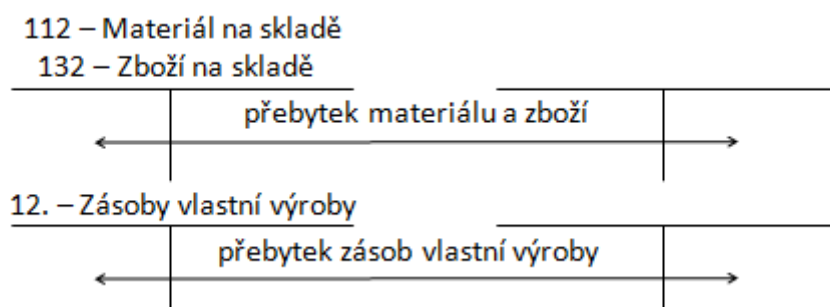 112 – Materiál na skladě
132 – Zboží na skladě
přebytek materiálu a zboží
12. – Zásoby vlastní výroby
přebytek zásob vlastní výroby